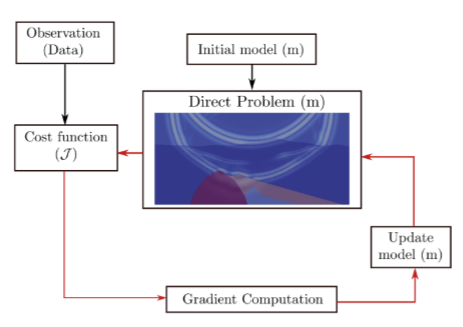 Observation
(Data)
Initial model (m)
Direct Problem (m)
Cost function
(𝒥)
Update
model (m)
Gradient Computation